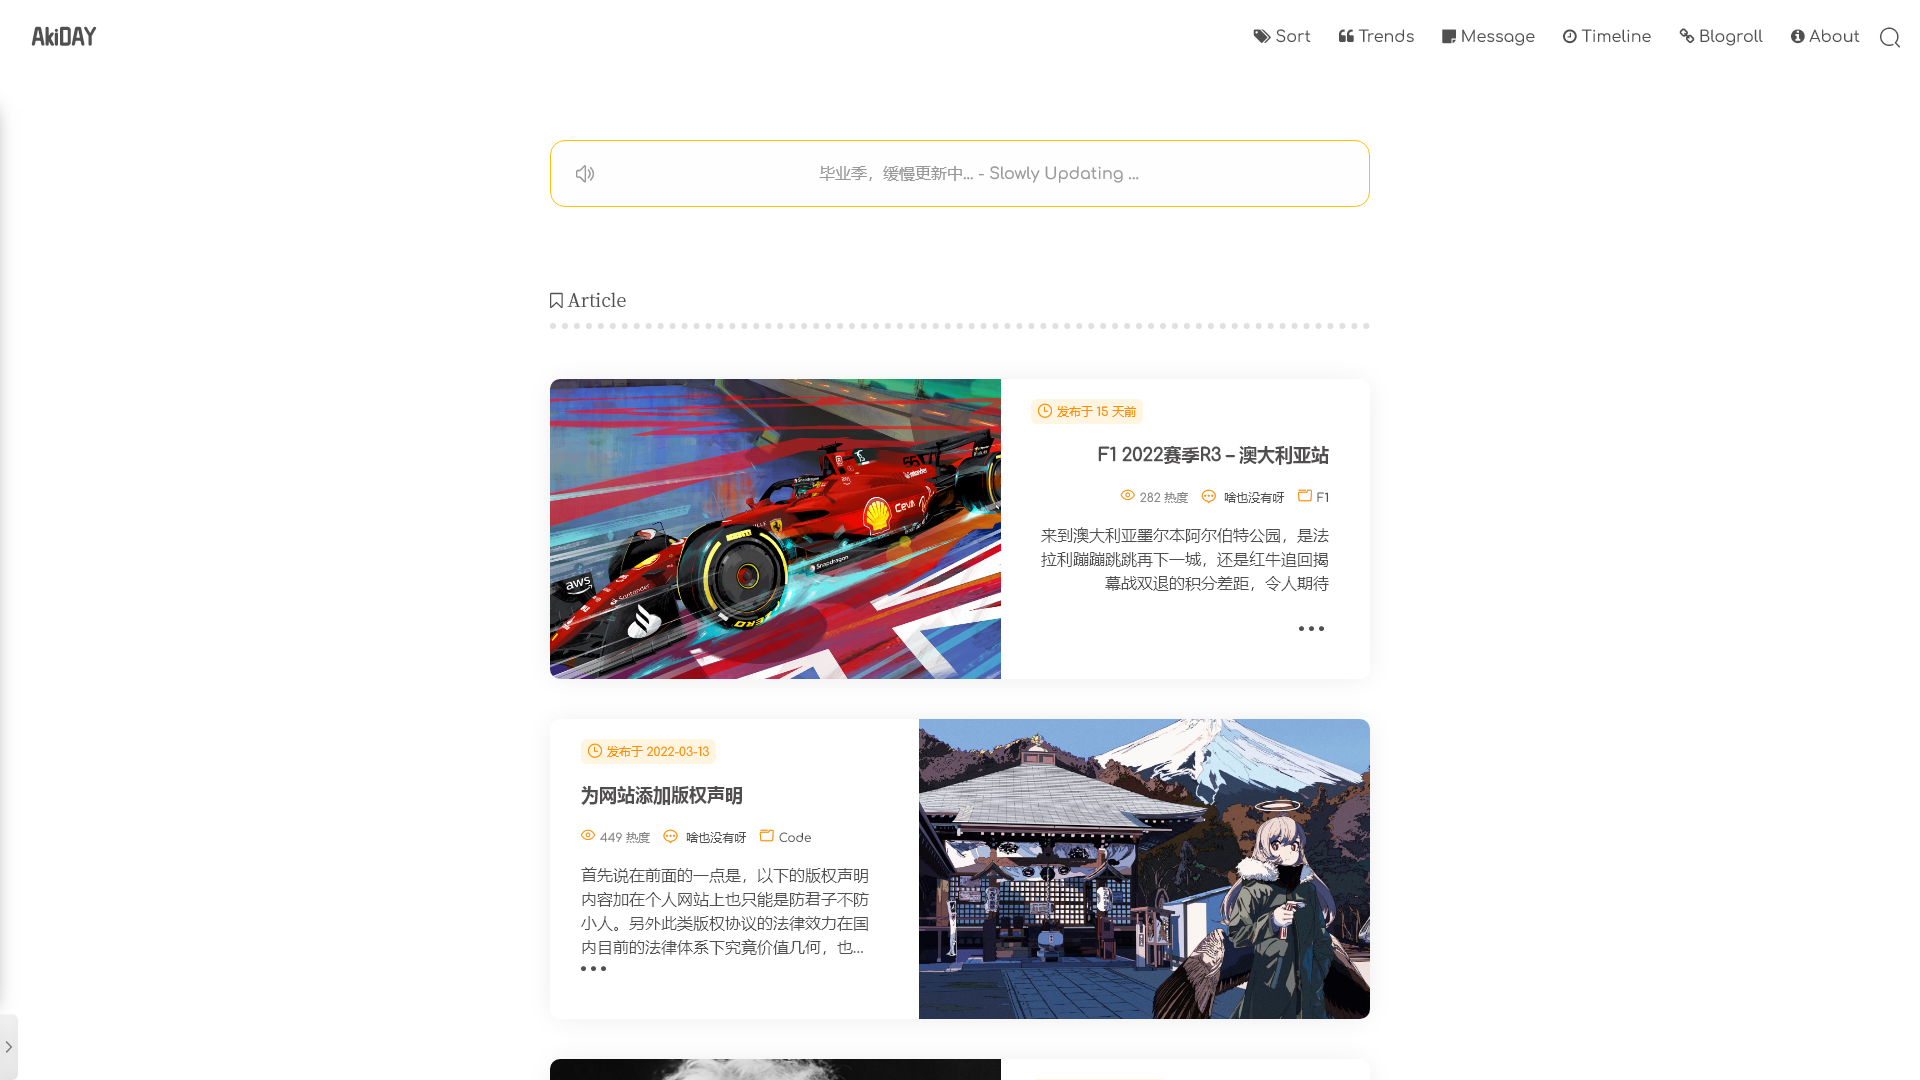 AkiDAY
Sort
Trends
Message
Timeline
Blogroll
About
毕业季，缓慢更新中... - Slowly Updating ...
Article
发布于 15 天前
F1 2022赛季R3 – 澳大利亚站
282 热度
啥也没有呀
F1
来到澳大利亚墨尔本阿尔伯特公园，是法
拉利蹦蹦跳跳再下一城，还是红牛追回揭
幕战双退的积分差距，令人期待
55
Santander
CEVA
Snapdragon
aws
Santander
发布于 2022-03-13
为网站添加版权声明
449 热度
啥也没有呀
Code
首先说在前面的一点是，以下的版权声明
内容加在个人网站上也只能是防君子不防
小人。另外此类版权协议的法律效力在国
内目前的法律体系下究竟价值几何，也...